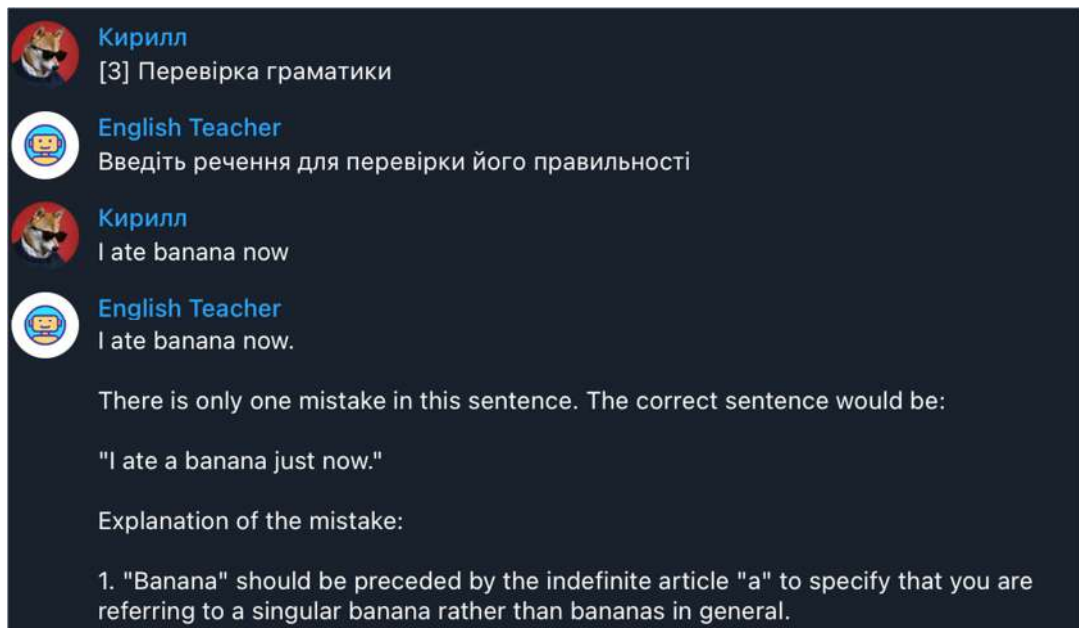 Кирилл
[3] Перевірка граматики
English Teacher
Введіть речення для перевірки його правильності
Кирилл
I ate banana now
English Teacher
I ate banana now.
There is only one mistake in this sentence. The correct sentence would be:
"I ate a banana just now."
Explanation of the mistake:
1. "Banana" should be preceded by the indefinite article "a" to specify that you are
referring to a singular banana rather than bananas in general.